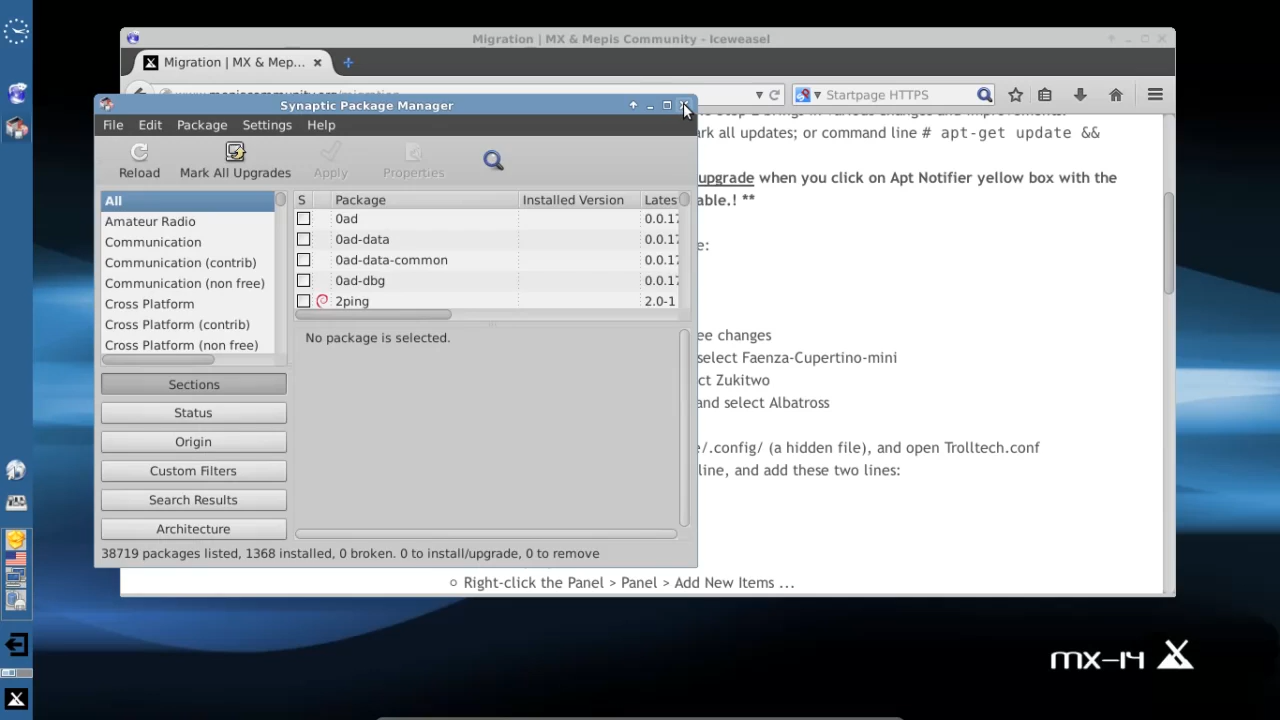 Migration | MX & Mepis Community - Iceweasel
Migration | MX & Mep...
Startpage HTTPS
Synaptic Package Manager
File Edit Package Settings Help
Reload Mark All Upgrades Apply Properties
All
Amateur Radio
Communication
Communication (contrib)
Communication (non free)
Cross Platform
Cross Platform (contrib)
Cross Platform (non free)
Sections
Status
Origin
Custom Filters
Search Results
Architecture
S Package Installed Version Lates
0ad 0.0.17
0ad-data 0.0.17
0ad-data-common 0.0.17
0ad-dbg 0.0.17
2ping 2.0-1
No package is selected.
38719 packages listed, 1368 installed, 0 broken. 0 to install/upgrade, 0 to remove
rk all updates; or command line # apt-get update &&
upgrade when you click on Apt Notifier yellow box with the
able.! **
e:
ee changes
select Faenza-Cupertino-mini
ct Zukitwo
and select Albatross
e/.config/ (a hidden file), and open Trolltech.conf
line, and add these two lines:
Right-click the Panel > Panel > Add New Items ...
mx-14